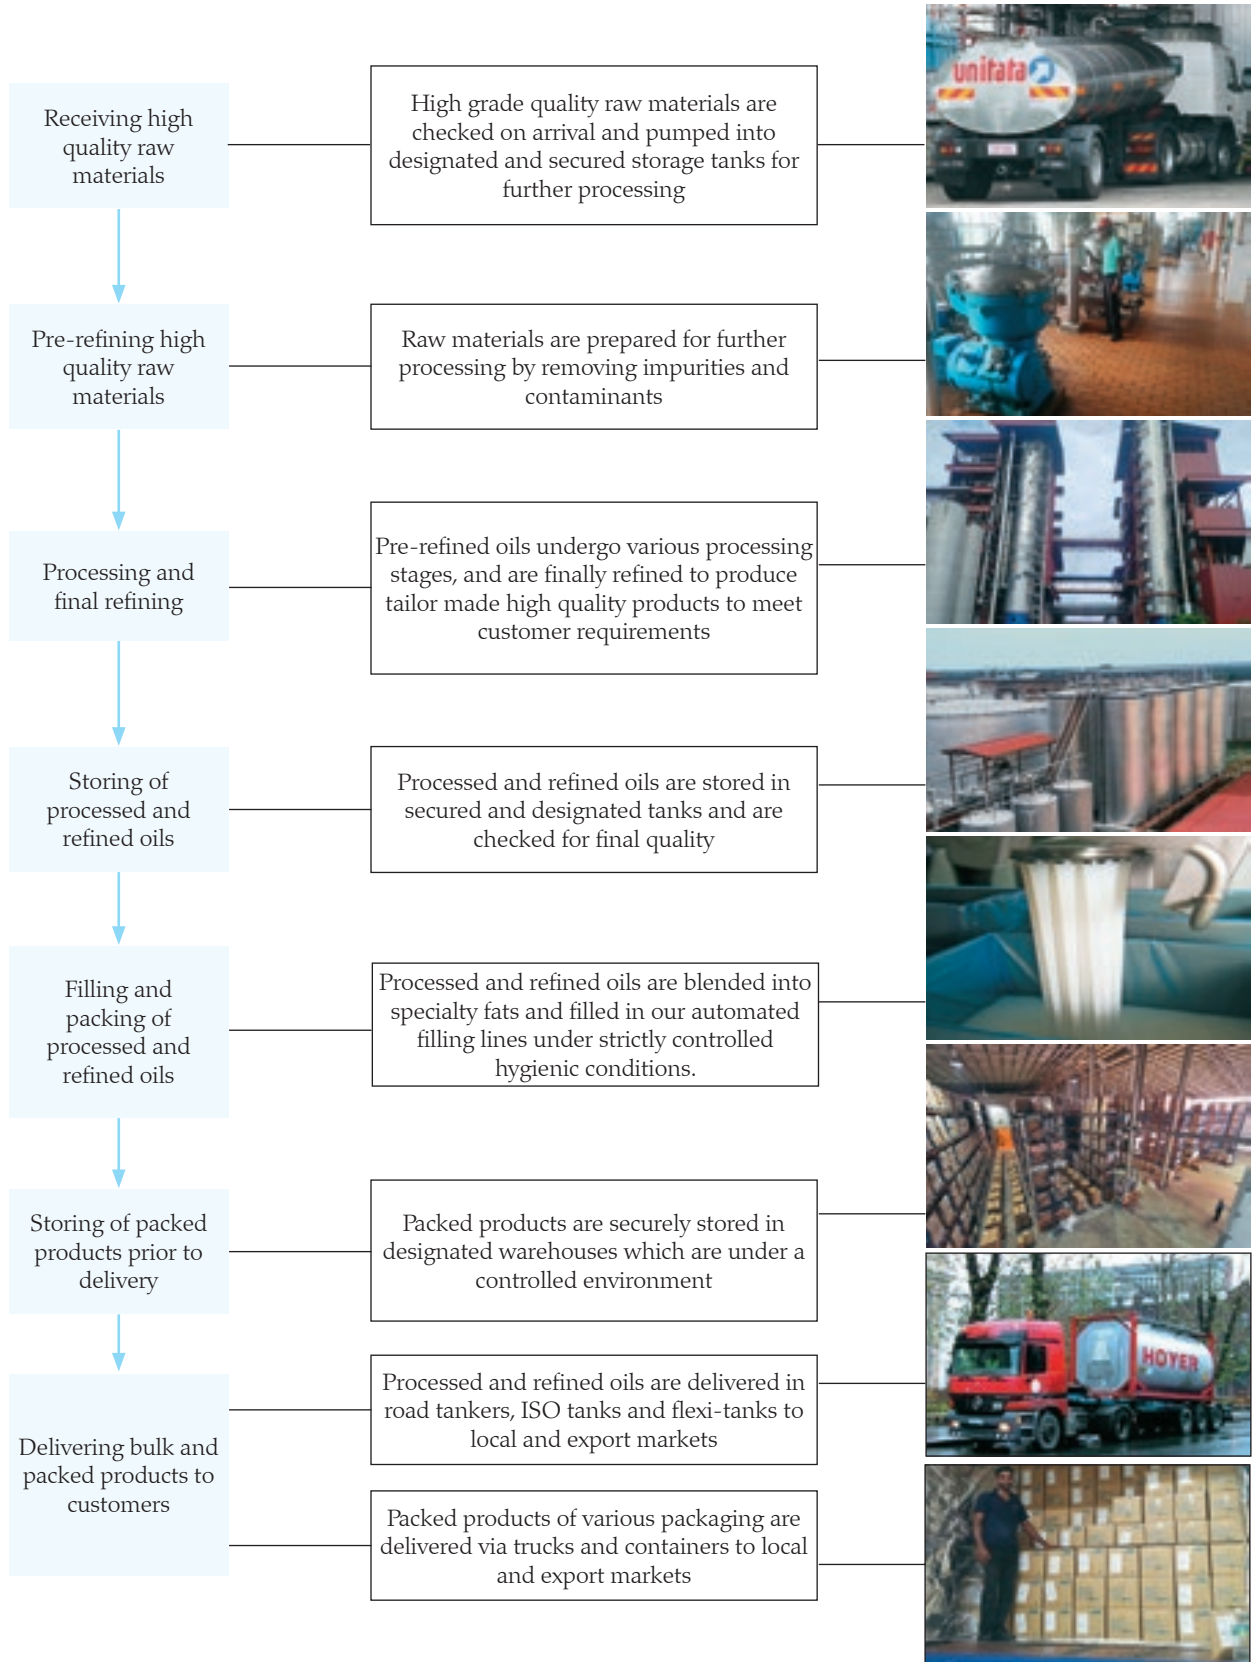 Receiving high
quality raw
materials
High grade quality raw materials are
checked on arrival and pumped into
designated and secured storage tanks for
further processing
unitata
Pre-refining high
quality raw
materials
Raw materials are prepared for further
processing by removing impurities and
contaminants
Processing and
final refining
Pre-refined oils undergo various processing
stages, and are finally refined to produce
tailor made high quality products to meet
customer requirements
Storing of
processed and
refined oils
Processed and refined oils are stored in
secured and designated tanks and are
checked for final quality
Filling and
packing of
processed and
refined oils
Processed and refined oils are blended into
specialty fats and filled in our automated
filling lines under strictly controlled
hygienic conditions.
Storing of packed
products prior to
delivery
Packed products are securely stored in
designated warehouses which are under a
controlled environment
Delivering bulk and
packed products to
customers
Processed and refined oils are delivered in
road tankers, ISO tanks and flexi-tanks to
local and export markets
HOYER
Packed products of various packaging are
delivered via trucks and containers to local
and export markets